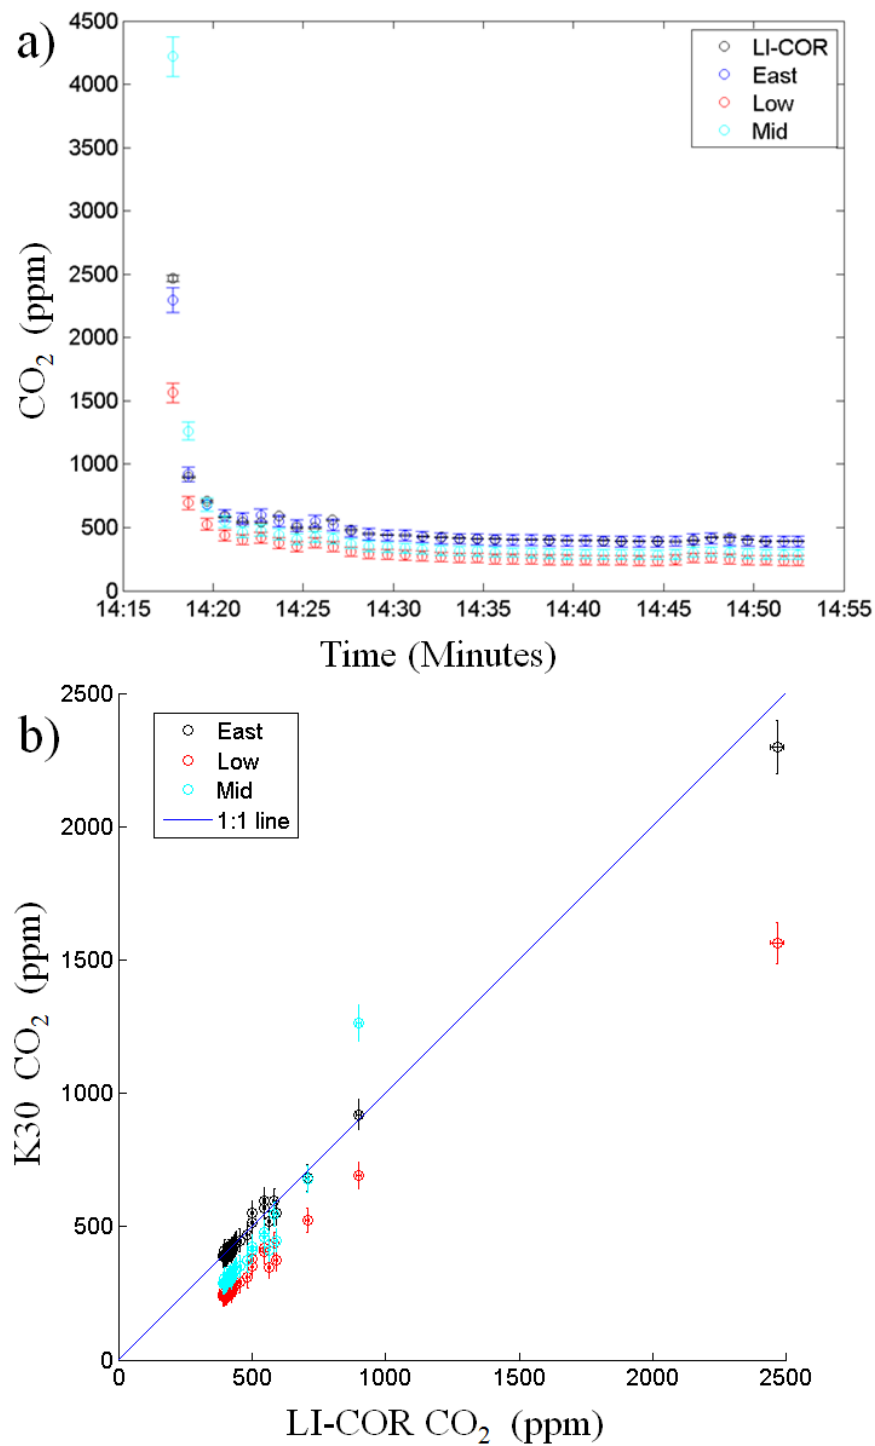 a)
4500
4000
3500
3000
2500
2000
1500
1000
500
0
CO₂ (ppm)
LI-COR
East
Low
Mid
14:15 14:20 14:25 14:30 14:35 14:40 14:45 14:50 14:55
Time (Minutes)
b)
2500
2000
1500
1000
500
0
K30 CO₂ (ppm)
East
Low
Mid
1:1 line
0 500 1000 1500 2000 2500
LI-COR CO₂ (ppm)